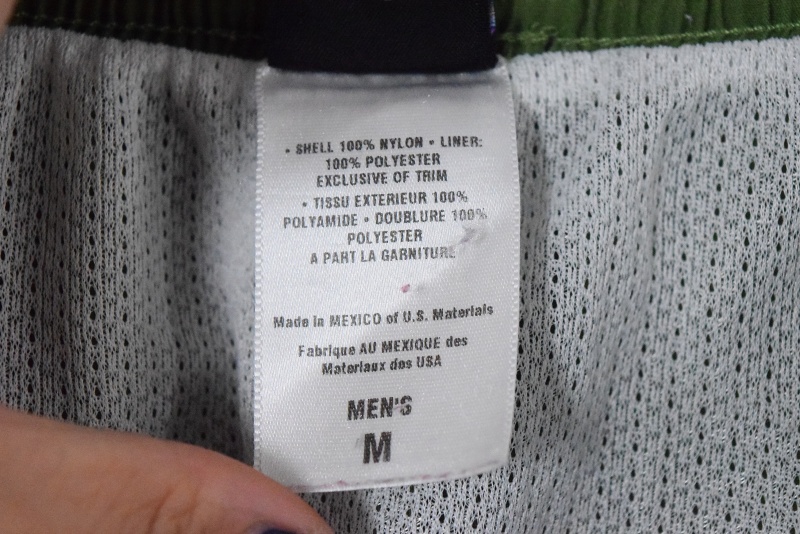 • SHELL 100% NYLON • LINER:
100% POLYESTER
EXCLUSIVE OF TRIM
• TISSU EXTERIEUR 100%
POLYAMIDE • DOUBLURE 100%
POLYESTER
A PART LA GARNITURE
Made in MEXICO of U.S. Materials
Fabrique AU MEXIQUE des
Materiaux des USA
MEN'S
M